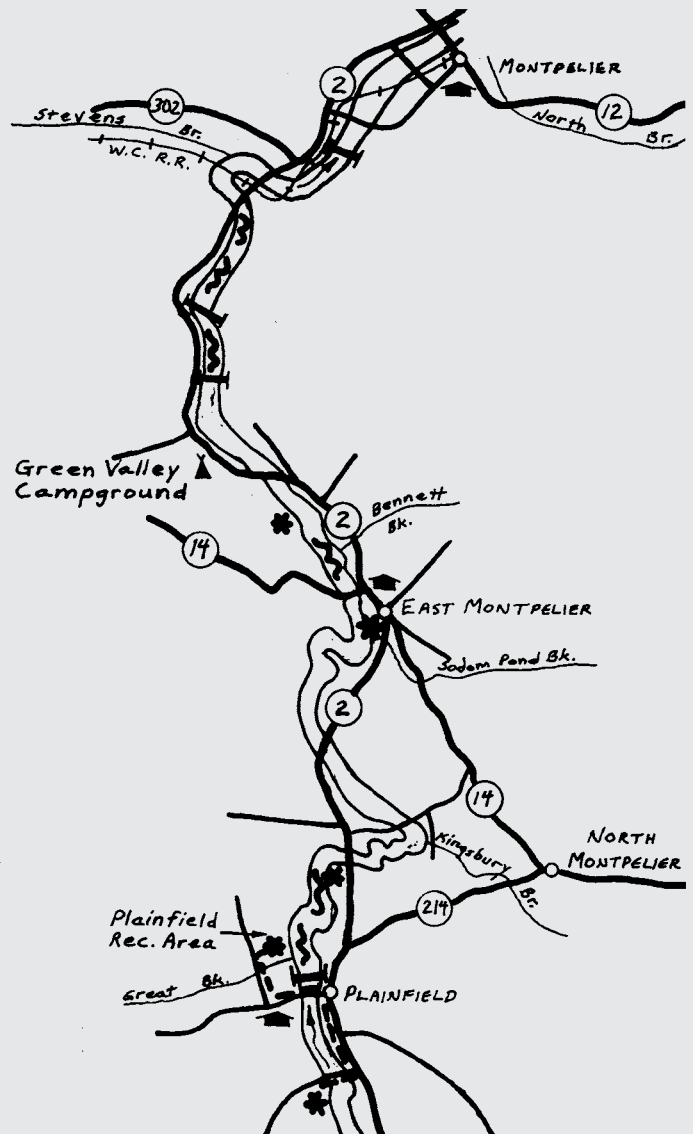 MONTPELIER
2
302
12
Stevens
Br.
North
Br.
W.C. R.R.
Green Valley
Campground
Bennett
Bk.
2
14
EAST MONTPELIER
Sodom Pond Bk.
2
14
NORTH
MONTPELIER
Kingsbury
Br.
214
Plainfield
Rec. Area
Great Bk.
PLAINFIELD